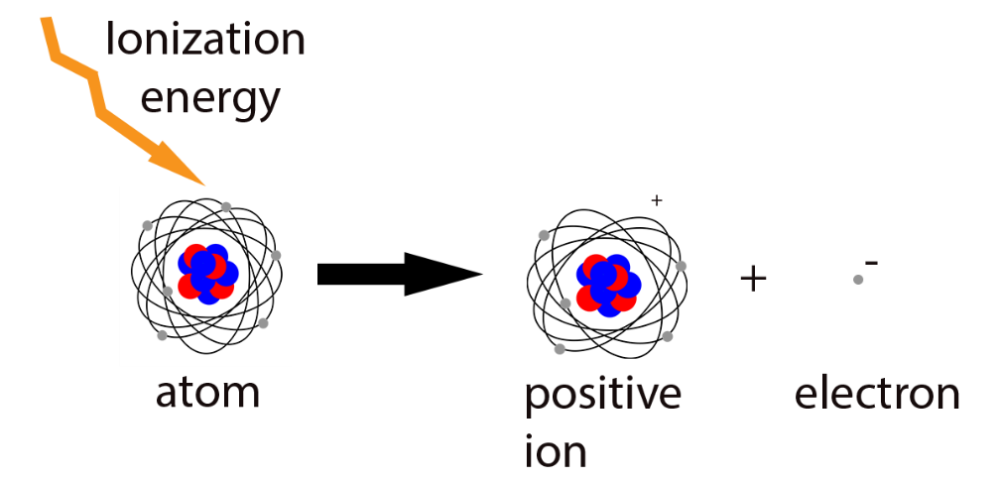 Ionization
energy
+
+
-
atom
positive
ion
electron